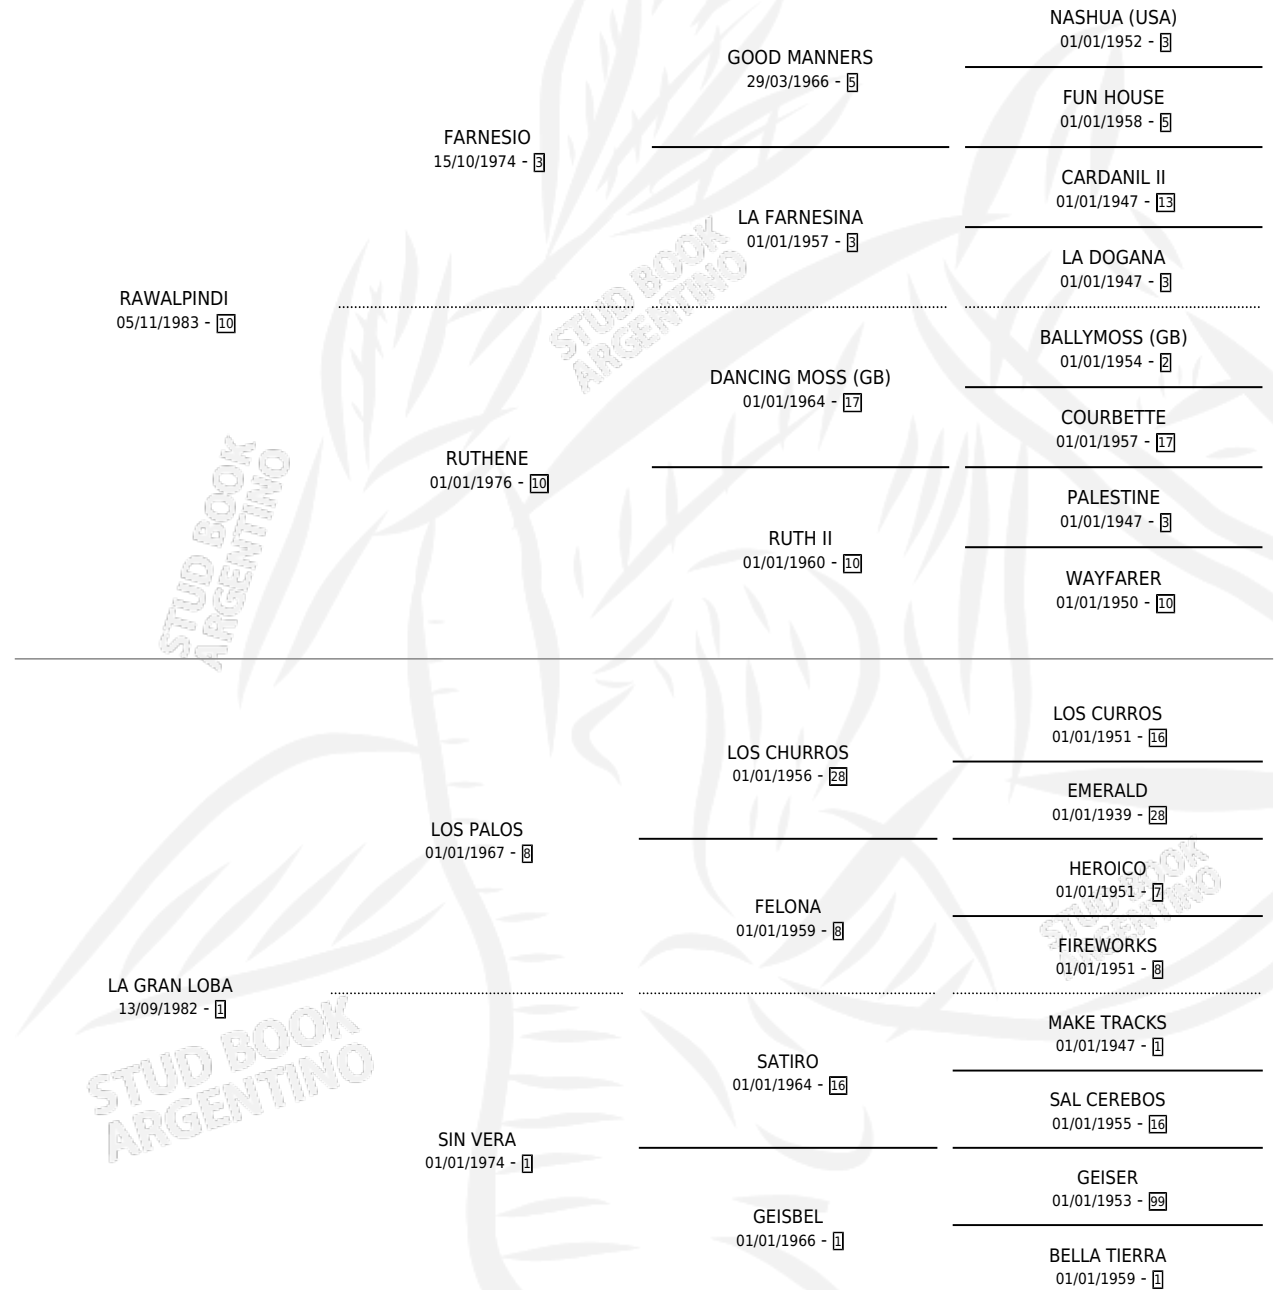 NASHUA (USA)
01/01/1952 - 3
GOOD MANNERS
29/03/1966 - 5
FUN HOUSE
01/01/1958 - 5
FARNESIO
15/10/1974 - 3
CARDANIL II
01/01/1947 - 13
LA FARNESINA
01/01/1957 - 3
LA DOGANA
01/01/1947 - 3
RAWALPINDI
05/11/1983 - 10
BALLYMOSS (GB)
01/01/1954 - 2
DANCING MOSS (GB)
01/01/1964 - 17
COURBETTE
01/01/1957 - 17
RUTHENE
01/01/1976 - 10
PALESTINE
01/01/1947 - 3
RUTH II
01/01/1960 - 10
WAYFARER
01/01/1950 - 10
LOS CURROS
01/01/1951 - 16
LOS CHURROS
01/01/1956 - 28
EMERALD
01/01/1939 - 28
LOS PALOS
01/01/1967 - 8
HEROICO
01/01/1951 - 7
FELONA
01/01/1959 - 8
FIREWORKS
01/01/1951 - 8
LA GRAN LOBA
13/09/1982 - 1
MAKE TRACKS
01/01/1947 - 1
SATIRO
01/01/1964 - 16
SAL CEREBOS
01/01/1955 - 16
SIN VERA
01/01/1974 - 1
GEISER
01/01/1953 - 99
GEISBEL
01/01/1966 - 1
BELLA TIERRA
01/01/1959 - 1
STUD BOOK
ARGENTINO
STUD BOOK
ARGENTINO
STUD BOOK
ARGENTINO
STUD BOOK
ARGENTINO